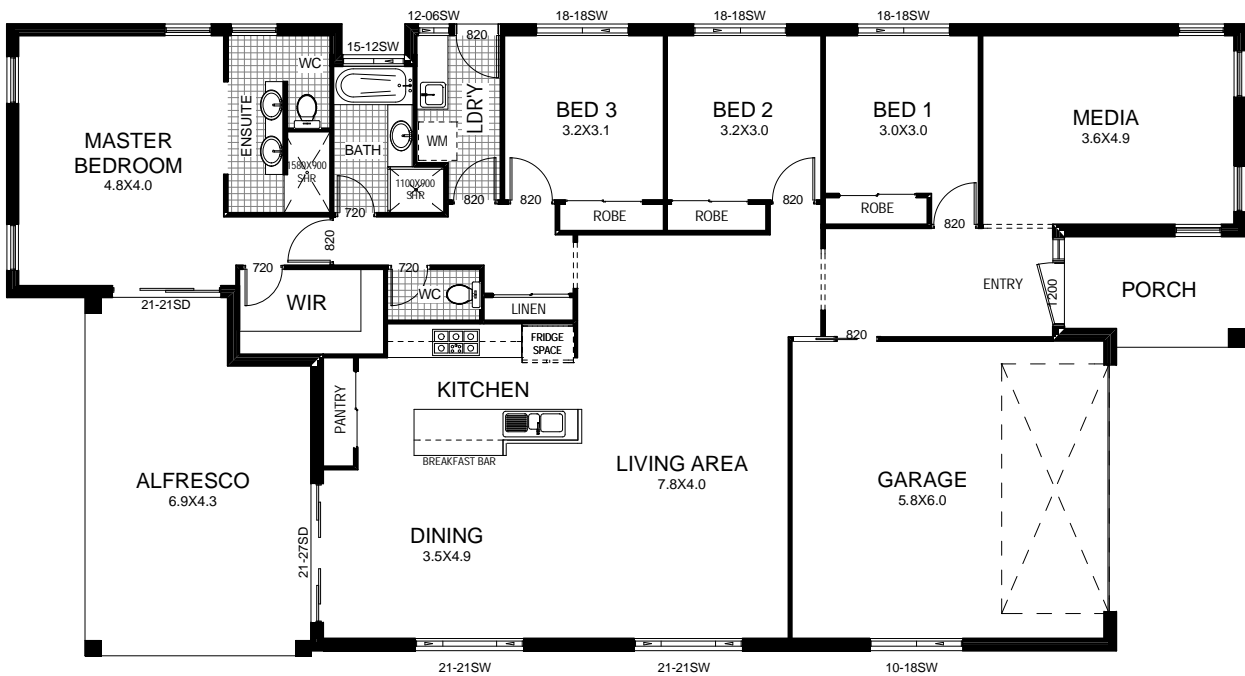 12-06SW
18-18SW
18-18SW
18-18SW
15-12SW
820
WC
ENSUITE
LDR'Y
BED 3
3.2X3.1
BED 2
3.2X3.0
BED 1
3.0X3.0
MEDIA
3.6X4.9
MASTER
BEDROOM
4.8X4.0
BATH
WM
1580X900
SHR
1100X900
SHR
720
820
820
ROBE
ROBE
820
ROBE
820
820
720
720
WC
WIR
LINEN
21-21SD
ENTRY
1200
PORCH
FRIDGE
SPACE
820
KITCHEN
PANTRY
BREAKFAST BAR
LIVING AREA
7.8X4.0
ALFRESCO
6.9X4.3
GARAGE
5.8X6.0
DINING
3.5X4.9
21-27SD
21-21SW
21-21SW
10-18SW